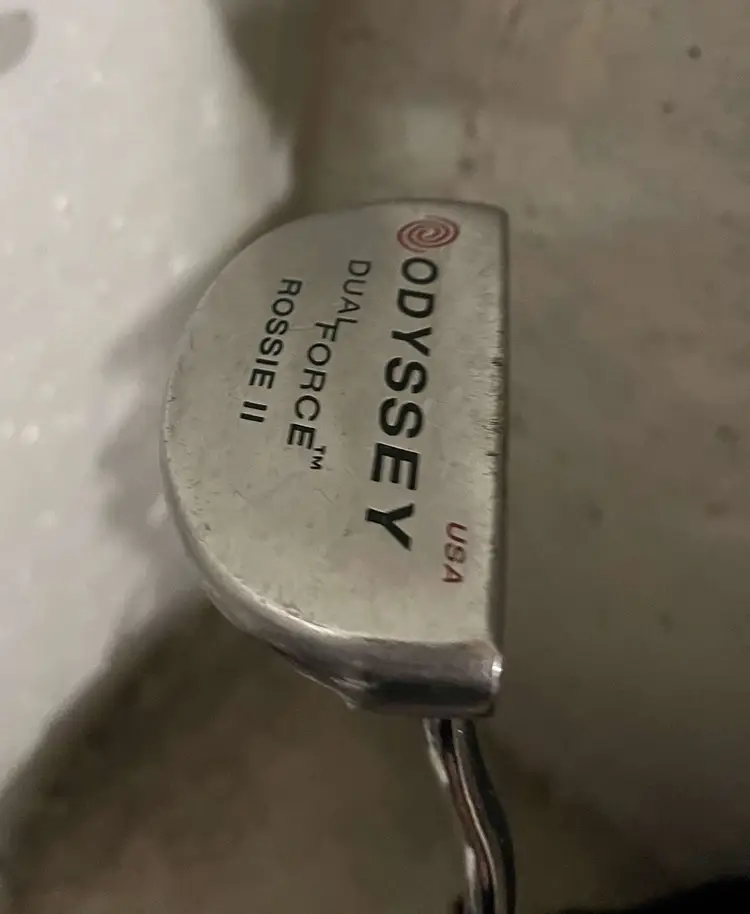 ODYSSEY
DUAL FORCE™
ROSSIE II
USA